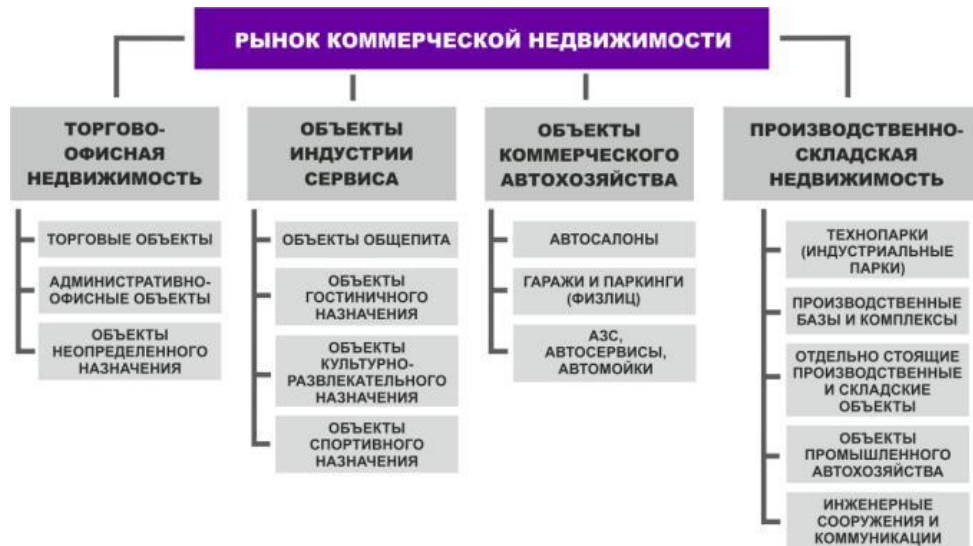 РЫНОК КОММЕРЧЕСКОЙ НЕДВИЖИМОСТИ
ТОРГОВО-
ОФИСНАЯ
НЕДВИЖИМОСТЬ
ТОРГОВЫЕ ОБЪЕКТЫ
АДМИНИСТРАТИВНО-
ОФИСНЫЕ ОБЪЕКТЫ
ОБЪЕКТЫ
НЕОПРЕДЕЛЕННОГО
НАЗНАЧЕНИЯ
ОБЪЕКТЫ
ИНДУСТРИИ
СЕРВИСА
ОБЪЕКТЫ ОБЩЕПИТА
ОБЪЕКТЫ
ГОСТИНИЧНОГО
НАЗНАЧЕНИЯ
ОБЪЕКТЫ
КУЛЬТУРНО-
РАЗВЛЕКАТЕЛЬНОГО
НАЗНАЧЕНИЯ
ОБЪЕКТЫ
СПОРТИВНОГО
НАЗНАЧЕНИЯ
ОБЪЕКТЫ
КОММЕРЧЕСКОГО
АВТОХОЗЯЙСТВА
АВТОСАЛОНЫ
ГАРАЖИ И ПАРКИНГИ
(ФИЗЛИЦ)
АЗС,
АВТОСЕРВИСЫ,
АВТОМОЙКИ
ПРОИЗВОДСТВЕННО-
СКЛАДСКАЯ
НЕДВИЖИМОСТЬ
ТЕХНОПАРКИ
(ИНДУСТРИАЛЬНЫЕ
ПАРКИ)
ПРОИЗВОДСТВЕННЫЕ
БАЗЫ И КОМПЛЕКСЫ
ОТДЕЛЬНО СТОЯЩИЕ
ПРОИЗВОДСТВЕННЫЕ
И СКЛАДСКИЕ
ОБЪЕКТЫ
ОБЪЕКТЫ
ПРОМЫШЛЕННОГО
АВТОХОЗЯЙСТВА
ИНЖЕНЕРНЫЕ
СООРУЖЕНИЯ И
КОММУНИКАЦИИ